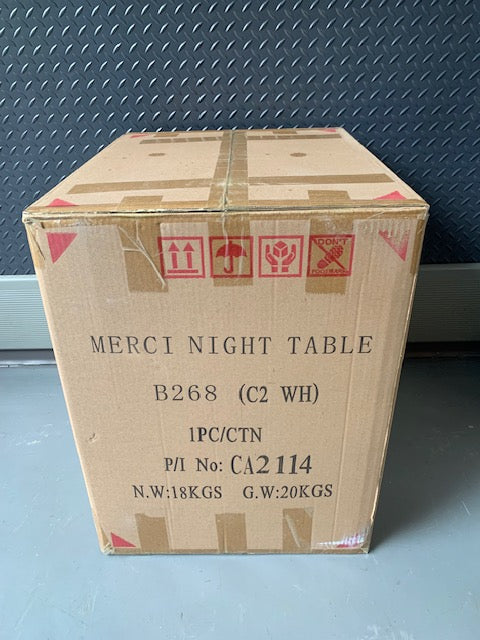 DON'T
MERCI NIGHT TABLE
B268 (C2 WH)
1PC/CTN
P/I No: CA2114
N.W:18KGS G.W:20KGS